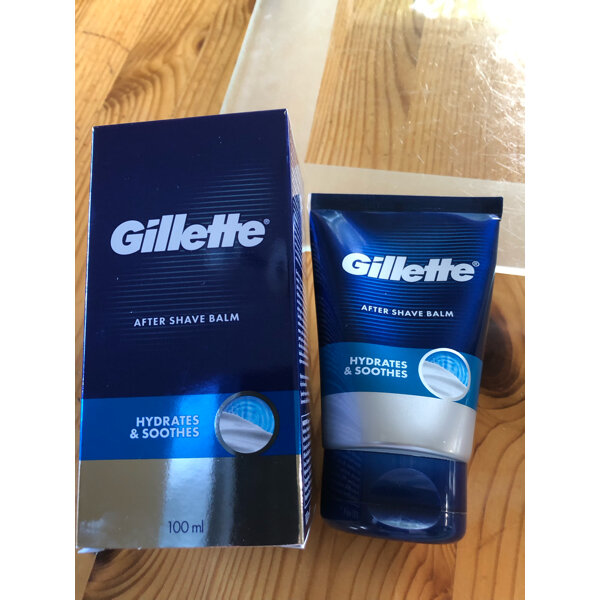 Gillette®
AFTER SHAVE BALM
HYDRATES
& SOOTHES
100 ml
Gillette®
AFTER SHAVE BALM
HYDRATES
& SOOTHES